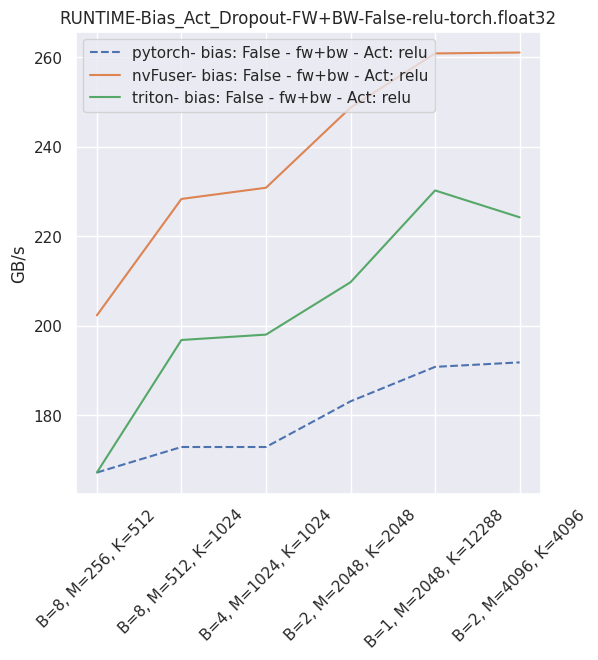 RUNTIME-Bias_Act_Dropout-FW+BW-False-relu-torch.float32
pytorch- bias: False - fw+bw - Act: relu
nvFuser- bias: False - fw+bw - Act: relu
triton- bias: False - fw+bw - Act: relu
260
240
220
200
180
GB/s
B=8, M=256, K=512
B=8, M=512, K=1024
B=4, M=1024, K=1024
B=2, M=2048, K=2048
B=1, M=2048, K=12288
B=2, M=4096, K=4096